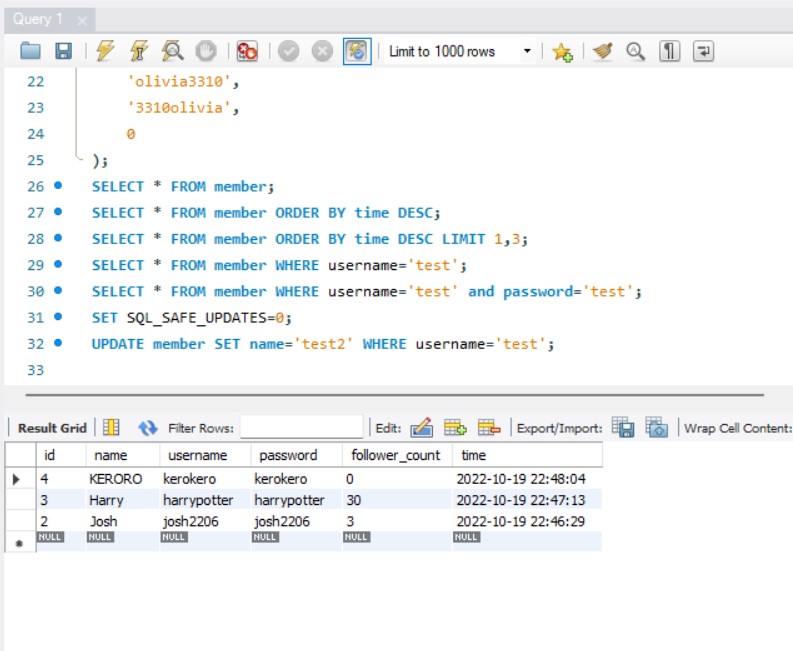 Query 1
Limit to 1000 rows
22 'olivia3310',
23 '3310olivia',
24 0
25 );
26 SELECT * FROM member;
27 SELECT * FROM member ORDER BY time DESC;
28 SELECT * FROM member ORDER BY time DESC LIMIT 1,3;
29 SELECT * FROM member WHERE username='test';
30 SELECT * FROM member WHERE username='test' and password='test';
31 SET SQL_SAFE_UPDATES=0;
32 UPDATE member SET name='test2' WHERE username='test';
33
Result Grid Filter Rows: Edit: Export/Import: Wrap Cell Content:
id name username password follower_count time
4 KERORO kerokero kerokero 0 2022-10-19 22:48:04
3 Harry harrypotter harrypotter 30 2022-10-19 22:47:13
2 Josh josh2206 josh2206 3 2022-10-19 22:46:29
NULL NULL NULL NULL NULL NULL